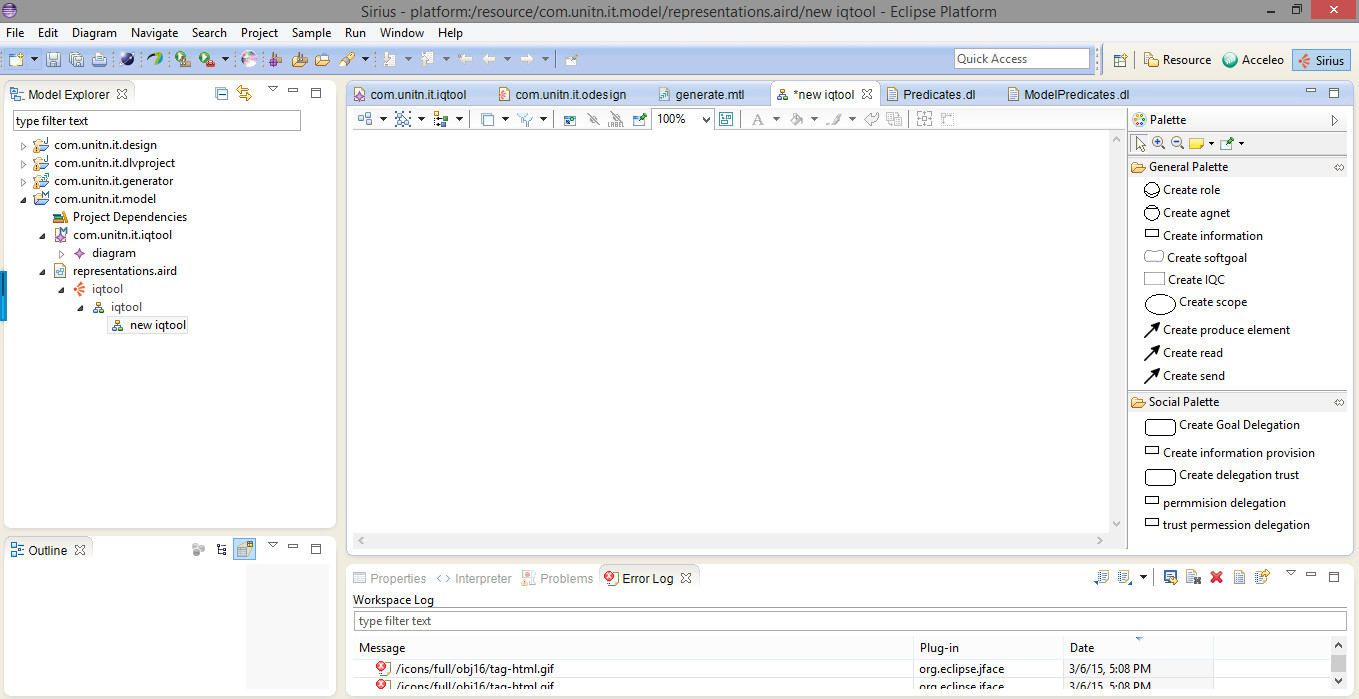 Sirius - platform:/resource/com.unitn.it.model/representations.aird/new iqtool - Eclipse Platform
File Edit Diagram Navigate Search Project Sample Run Window Help
Quick Access
Resource
Acceleo
Sirius
Model Explorer
type filter text
com.unitn.it.design
com.unitn.it.dlvproject
com.unitn.it.generator
com.unitn.it.model
Project Dependencies
com.unitn.it.iqtool
diagram
representations.aird
iqtool
iqtool
new iqtool
Outline
com.unitn.it.iqtool
com.unitn.it.odesign
generate.mtl
*new iqtool
Predicates.dl
ModelPredicates.dl
LABEL
100%
A
Palette
General Palette
Create role
Create agnet
Create information
Create softgoal
Create IQC
Create scope
Create produce element
Create read
Create send
Social Palette
Create Goal Delegation
Create information provision
Create delegation trust
permmision delegation
trust permession delegation
Properties
Interpreter
Problems
Error Log
Workspace Log
type filter text
Message Plug-in Date
/icons/full/obj16/tag-html.gif org.eclipse.jface 3/6/15, 5:08 PM
/icons/full/obj16/tag-html.gif org.eclipse.jface 3/6/15, 5:08 PM